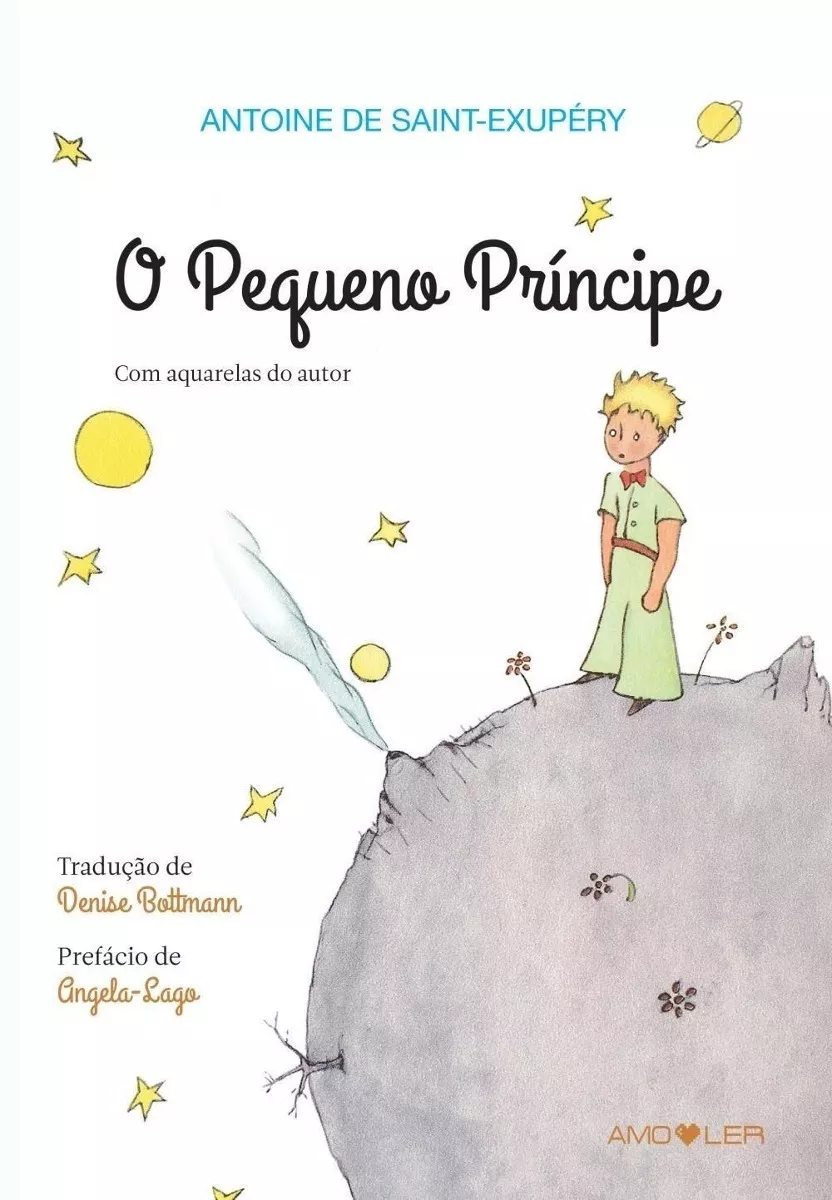 ANTOINE DE SAINT-EXUPÉRY
O Pequeno Príncipe
Com aquarelas do autor
Tradução de
Denise Bottmann
Prefácio de
Angela-Lago
AMO LER